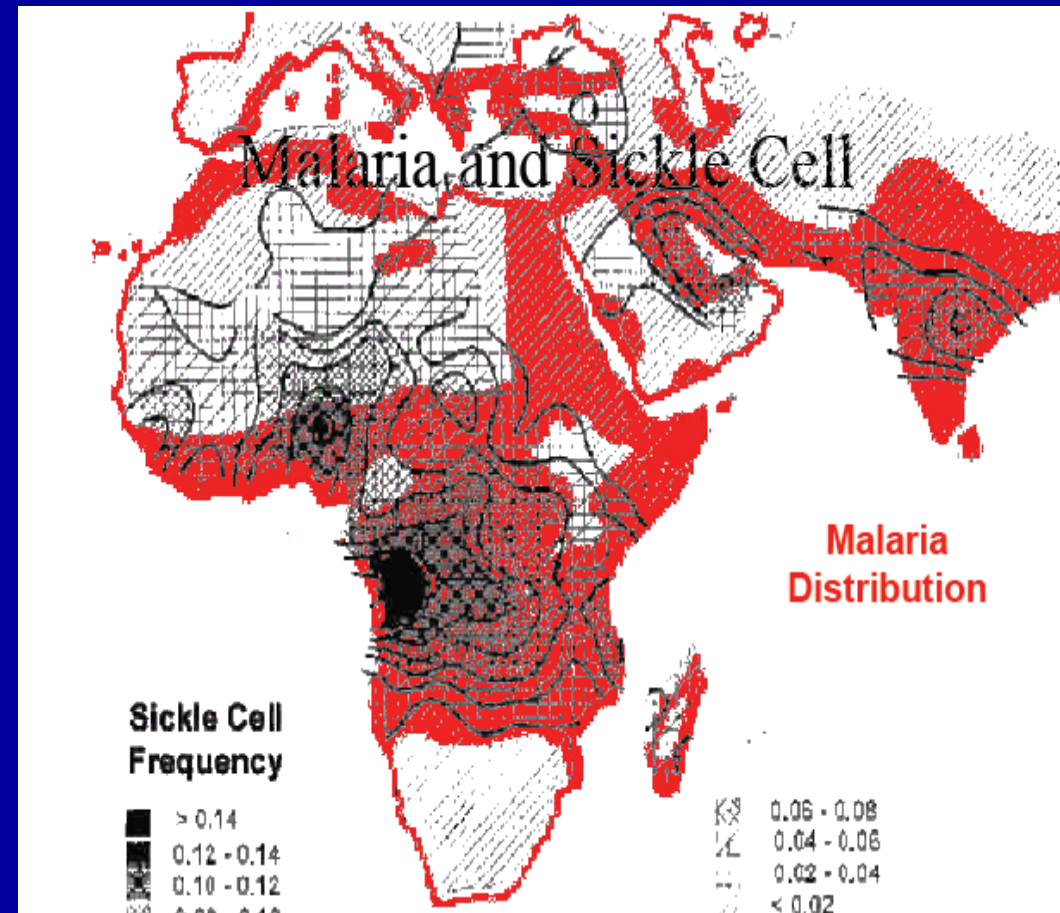 Malaria and Sickle Cell
Malaria
Distribution
Sickle Cell
Frequency
> 0.14
0.12 - 0.14
0.10 - 0.12
0.06 - 0.08
0.04 - 0.06
0.02 - 0.04
< 0.02